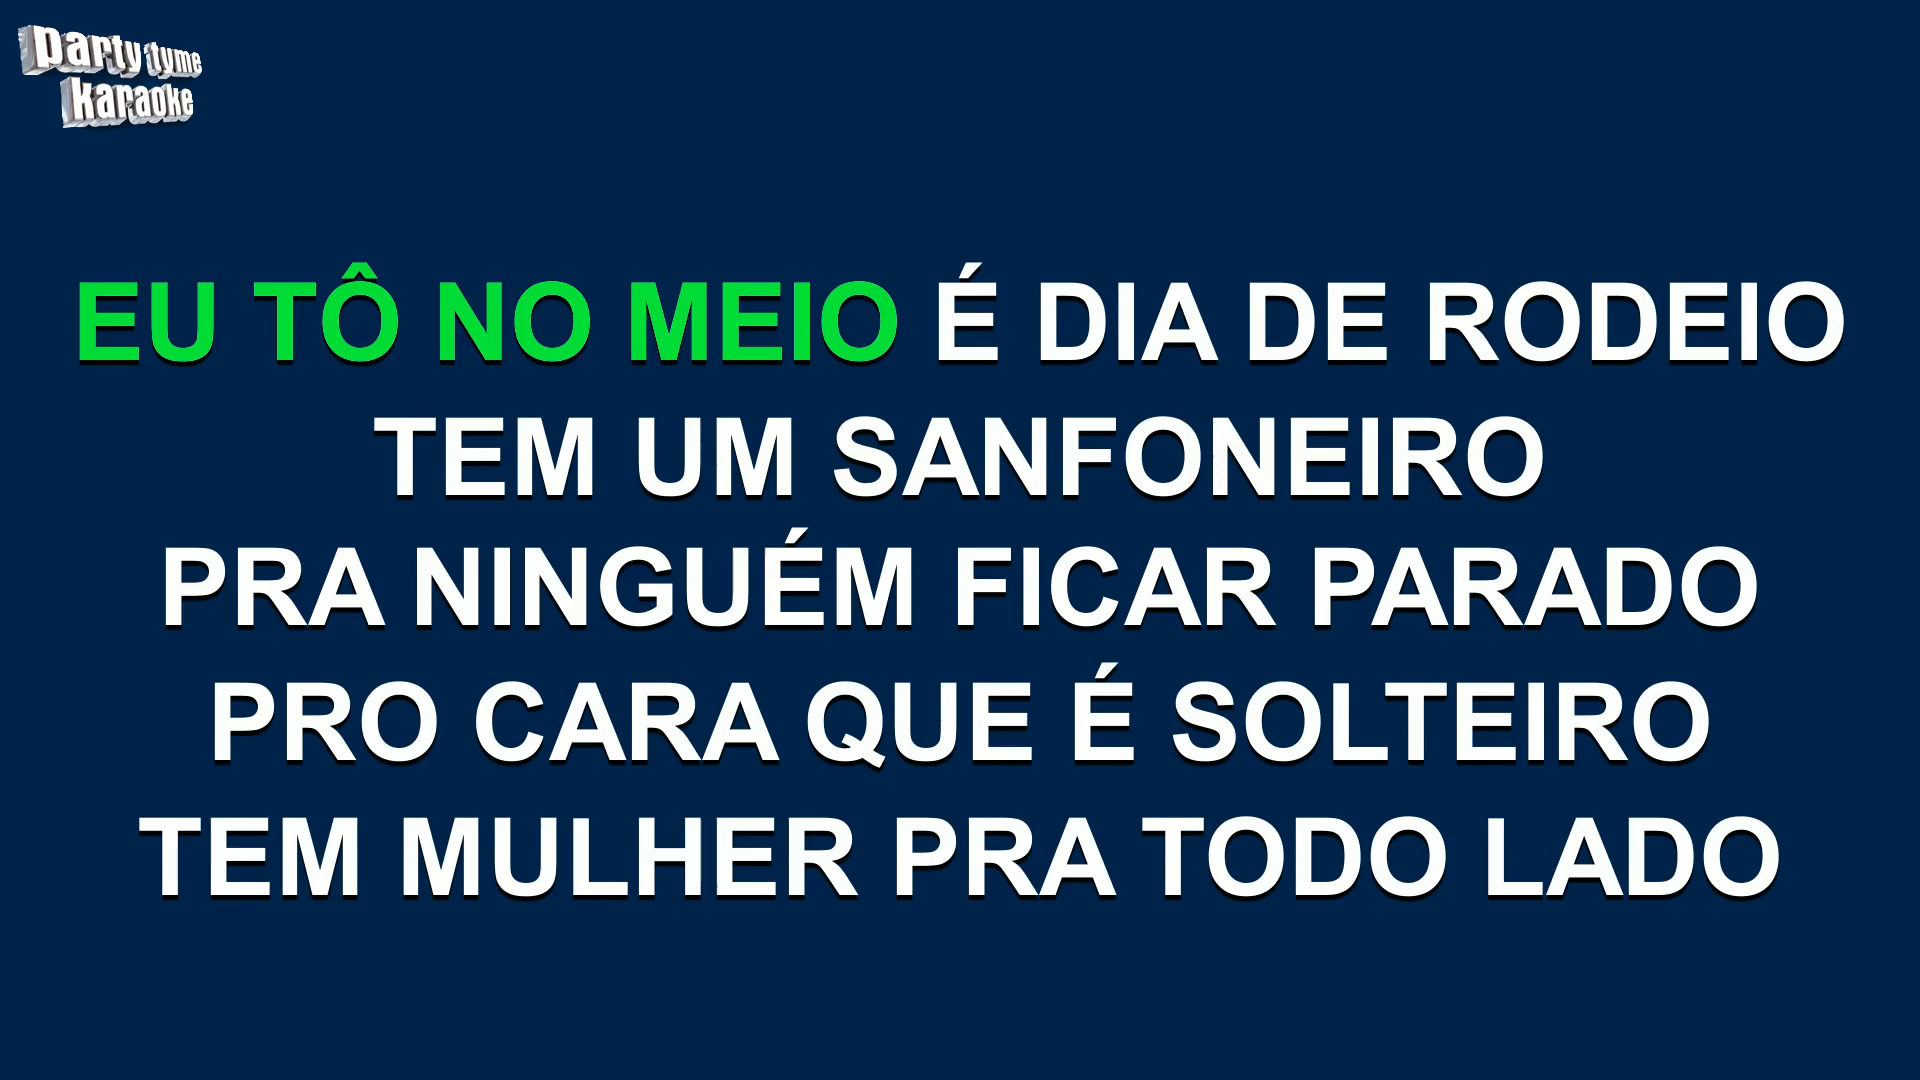 party tyme
karaoke
EU TÔ NO MEIO É DIA DE RODEIO
TEM UM SANFONEIRO
PRA NINGUÉM FICAR PARADO
PRO CARA QUE É SOLTEIRO
TEM MULHER PRA TODO LADO